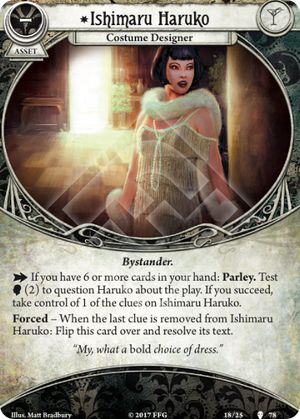 *Ishimaru Haruko
Costume Designer
ASSET
Bystander.
If you have 6 or more cards in your hand: Parley. Test
(2) to question Haruko about the play. If you succeed,
take control of 1 of the clues on Ishimaru Haruko.
Forced – When the last clue is removed from Ishimaru
Haruko: Flip this card over and resolve its text.
"My, what a bold choice of dress."
Illus. Matt Bradbury © 2017 FFG 18/25 78